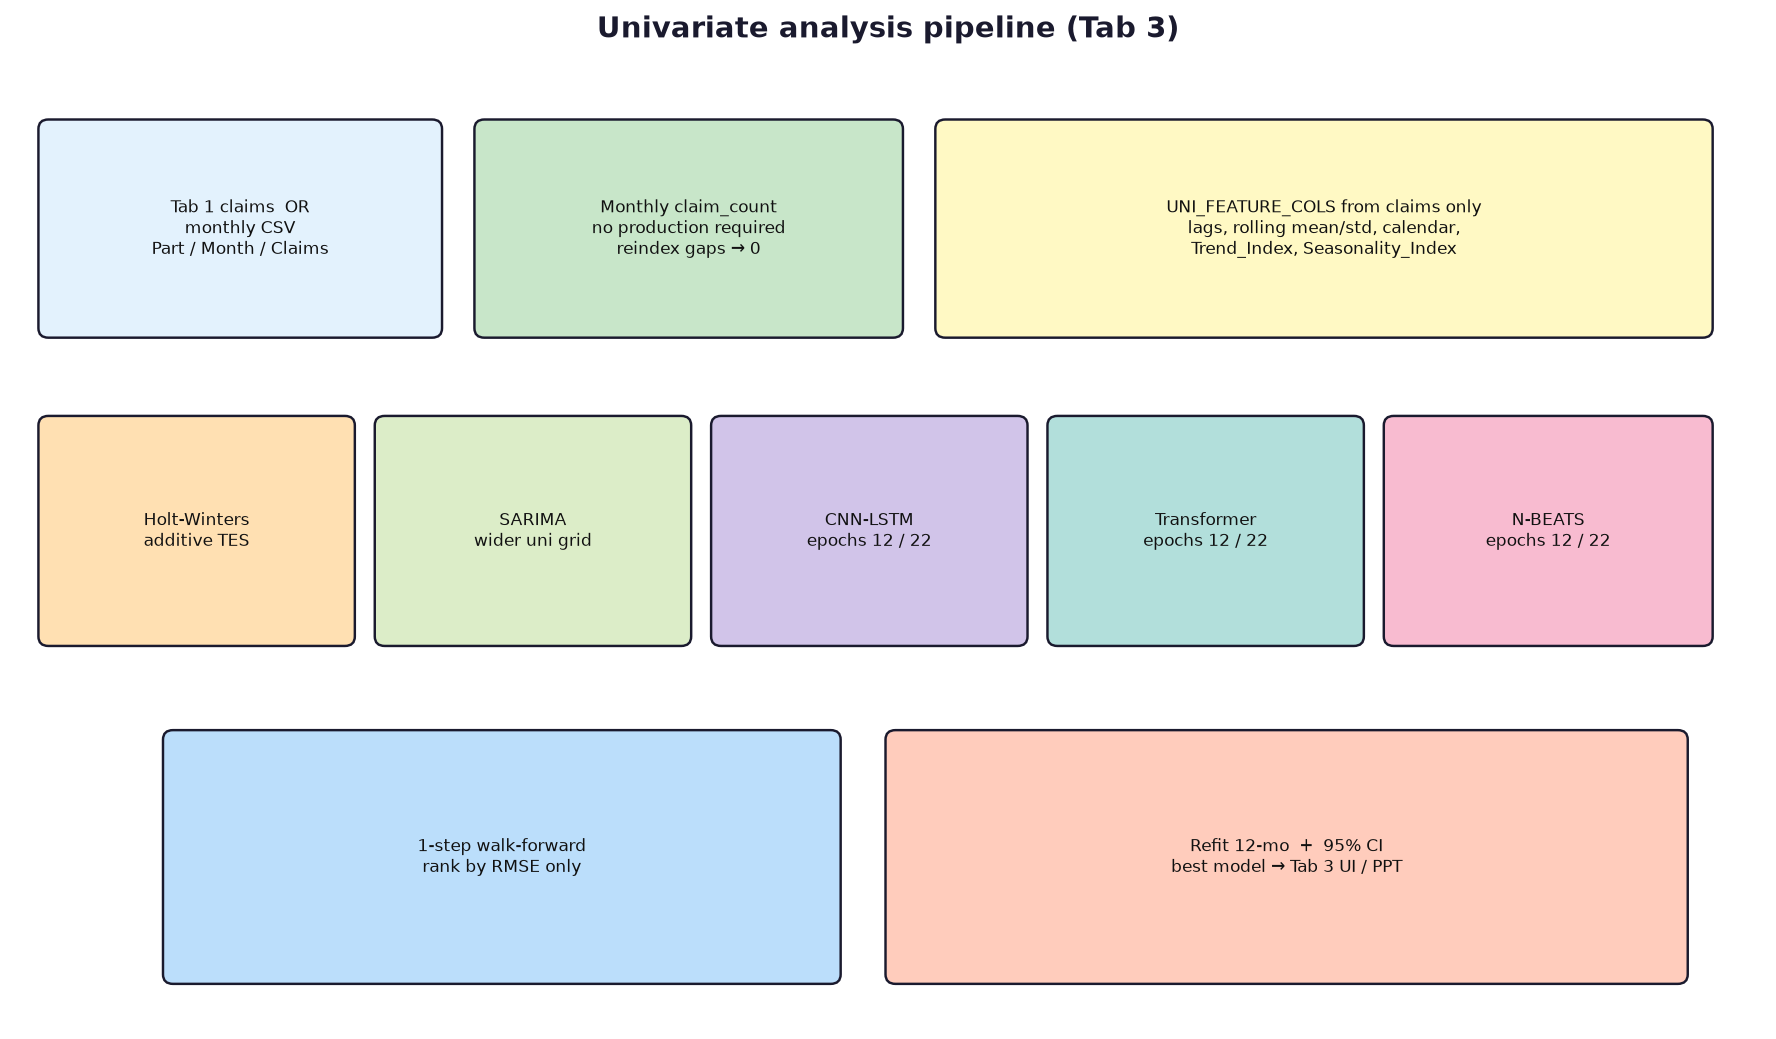 Univariate analysis pipeline (Tab 3)
Tab 1 claims  OR
monthly CSV
Part / Month / Claims
Monthly claim_count
no production required
reindex gaps → 0
UNI_FEATURE_COLS from claims only
lags, rolling mean/std, calendar,
Trend_Index, Seasonality_Index
Holt-Winters
additive TES
SARIMA
wider uni grid
CNN-LSTM
epochs 12 / 22
Transformer
epochs 12 / 22
N-BEATS
epochs 12 / 22
1-step walk-forward
rank by RMSE only
Refit 12-mo  +  95% CI
best model → Tab 3 UI / PPT